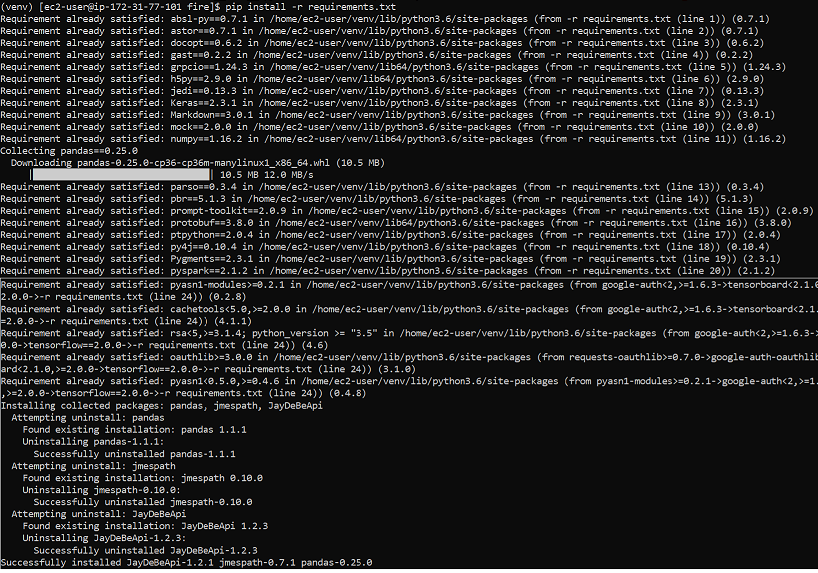 (venv) [ec2-user@ip-172-31-77-101 fire]$ pip install -r requirements.txt
Requirement already satisfied: absl-py==0.7.1 in /home/ec2-user/venv/lib/python3.6/site-packages (from -r requirements.txt (line 1)) (0.7.1)
Requirement already satisfied: astor==0.7.1 in /home/ec2-user/venv/lib/python3.6/site-packages (from -r requirements.txt (line 2)) (0.7.1)
Requirement already satisfied: docopt==0.6.2 in /home/ec2-user/venv/lib/python3.6/site-packages (from -r requirements.txt (line 3)) (0.6.2)
Requirement already satisfied: gast==0.2.2 in /home/ec2-user/venv/lib/python3.6/site-packages (from -r requirements.txt (line 4)) (0.2.2)
Requirement already satisfied: grpcio==1.24.3 in /home/ec2-user/venv/lib64/python3.6/site-packages (from -r requirements.txt (line 5)) (1.24.3)
Requirement already satisfied: h5py==2.9.0 in /home/ec2-user/venv/lib64/python3.6/site-packages (from -r requirements.txt (line 6)) (2.9.0)
Requirement already satisfied: jedi==0.13.3 in /home/ec2-user/venv/lib/python3.6/site-packages (from -r requirements.txt (line 7)) (0.13.3)
Requirement already satisfied: Keras==2.3.1 in /home/ec2-user/venv/lib/python3.6/site-packages (from -r requirements.txt (line 8)) (2.3.1)
Requirement already satisfied: Markdown==3.0.1 in /home/ec2-user/venv/lib/python3.6/site-packages (from -r requirements.txt (line 9)) (3.0.1)
Requirement already satisfied: mock==2.0.0 in /home/ec2-user/venv/lib/python3.6/site-packages (from -r requirements.txt (line 10)) (2.0.0)
Requirement already satisfied: numpy==1.16.2 in /home/ec2-user/venv/lib64/python3.6/site-packages (from -r requirements.txt (line 11)) (1.16.2)
Collecting pandas==0.25.0
  Downloading pandas-0.25.0-cp36-cp36m-manylinux1_x86_64.whl (10.5 MB)
     |████████████████████████████████| 10.5 MB 12.0 MB/s
Requirement already satisfied: parso==0.3.4 in /home/ec2-user/venv/lib/python3.6/site-packages (from -r requirements.txt (line 13)) (0.3.4)
Requirement already satisfied: pbr==5.1.3 in /home/ec2-user/venv/lib/python3.6/site-packages (from -r requirements.txt (line 14)) (5.1.3)
Requirement already satisfied: prompt-toolkit==2.0.9 in /home/ec2-user/venv/lib/python3.6/site-packages (from -r requirements.txt (line 15)) (2.0.9)
Requirement already satisfied: protobuf==3.8.0 in /home/ec2-user/venv/lib64/python3.6/site-packages (from -r requirements.txt (line 16)) (3.8.0)
Requirement already satisfied: ptpython==2.0.4 in /home/ec2-user/venv/lib/python3.6/site-packages (from -r requirements.txt (line 17)) (2.0.4)
Requirement already satisfied: py4j==0.10.4 in /home/ec2-user/venv/lib/python3.6/site-packages (from -r requirements.txt (line 18)) (0.10.4)
Requirement already satisfied: Pygments==2.3.1 in /home/ec2-user/venv/lib/python3.6/site-packages (from -r requirements.txt (line 19)) (2.3.1)
Requirement already satisfied: pyspark==2.1.2 in /home/ec2-user/venv/lib/python3.6/site-packages (from -r requirements.txt (line 20)) (2.1.2)
Requirement already satisfied: pyasn1-modules>=0.2.1 in /home/ec2-user/venv/lib/python3.6/site-packages (from google-auth<2,>=1.6.3->tensorboard<2.1.0
2.0.0->-r requirements.txt (line 24)) (0.2.8)
Requirement already satisfied: cachetools<5.0,>=2.0.0 in /home/ec2-user/venv/lib/python3.6/site-packages (from google-auth<2,>=1.6.3->tensorboard<2.1.
=2.0.0->-r requirements.txt (line 24)) (4.1.1)
Requirement already satisfied: rsa<5,>=3.1.4; python_version >= "3.5" in /home/ec2-user/venv/lib/python3.6/site-packages (from google-auth<2,>=1.6.3->
0.0->tensorflow==2.0.0->-r requirements.txt (line 24)) (4.6)
Requirement already satisfied: oauthlib>=3.0.0 in /home/ec2-user/venv/lib/python3.6/site-packages (from requests-oauthlib>=0.7.0->google-auth-oauthlib
ard<2.1.0,>=2.0.0->tensorflow==2.0.0->-r requirements.txt (line 24)) (3.1.0)
Requirement already satisfied: pyasn1<0.5.0,>=0.4.6 in /home/ec2-user/venv/lib/python3.6/site-packages (from pyasn1-modules>=0.2.1->google-auth<2,>=1.
,>=2.0.0->tensorflow==2.0.0->-r requirements.txt (line 24)) (0.4.8)
Installing collected packages: pandas, jmespath, JayDeBeApi
  Attempting uninstall: pandas
    Found existing installation: pandas 1.1.1
    Uninstalling pandas-1.1.1:
      Successfully uninstalled pandas-1.1.1
  Attempting uninstall: jmespath
    Found existing installation: jmespath 0.10.0
    Uninstalling jmespath-0.10.0:
      Successfully uninstalled jmespath-0.10.0
  Attempting uninstall: JayDeBeApi
    Found existing installation: JayDeBeApi 1.2.3
    Uninstalling JayDeBeApi-1.2.3:
      Successfully uninstalled JayDeBeApi-1.2.3
Successfully installed JayDeBeApi-1.2.1 jmespath-0.7.1 pandas-0.25.0